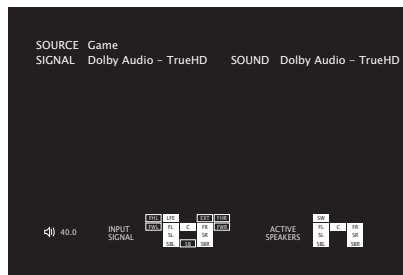 SOURCE Game
SIGNAL Dolby Audio – TrueHD SOUND Dolby Audio – TrueHD
FHL LFE EXT FHR SW
40.0 INPUT SIGNAL FWL FL C FR FWR ACTIVE SPEAKERS FL C FR
SL SR SL SR
SBL SB SBR SBL SBR